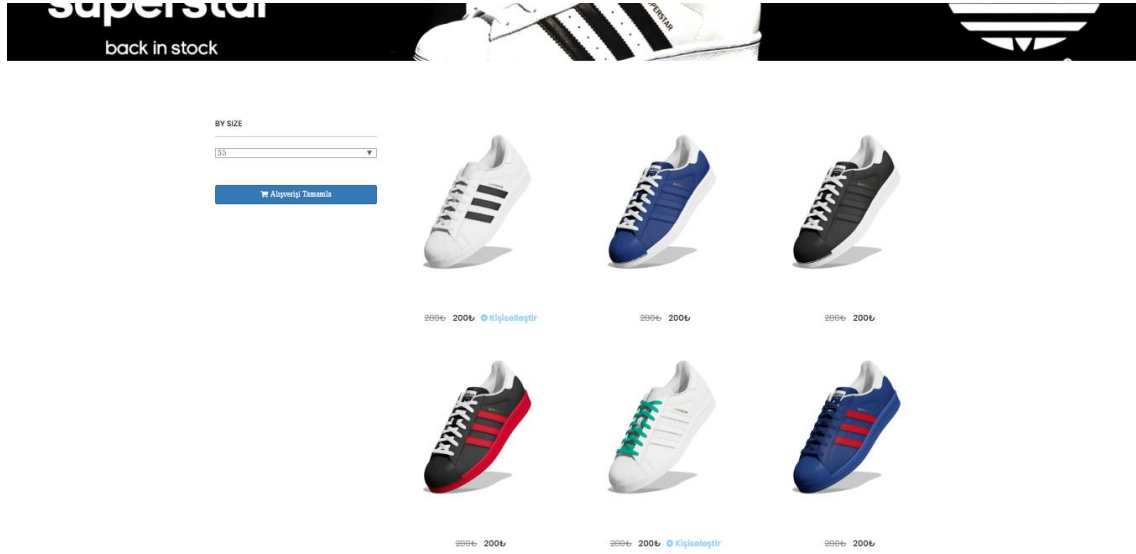 superstar
back in stock
SUPERSTAR
BY SIZE
35
Alışverişi Tamamla
280₺ 200₺ Kişiselleştir
280₺ 200₺
280₺ 200₺
280₺ 200₺
280₺ 200₺ Kişiselleştir
280₺ 200₺